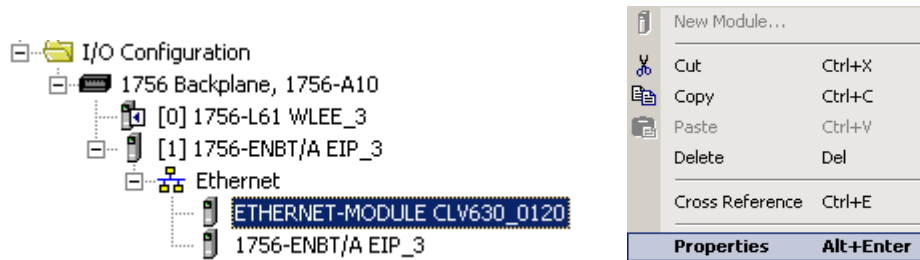 I/O Configuration
1756 Backplane, 1756-A10
[0] 1756-L61 WLEE_3
[1] 1756-ENBT/A EIP_3
Ethernet
ETHERNET-MODULE CLV630_0120
1756-ENBT/A EIP_3
New Module...
Cut Ctrl+X
Copy Ctrl+C
Paste Ctrl+V
Delete Del
Cross Reference Ctrl+E
Properties Alt+Enter